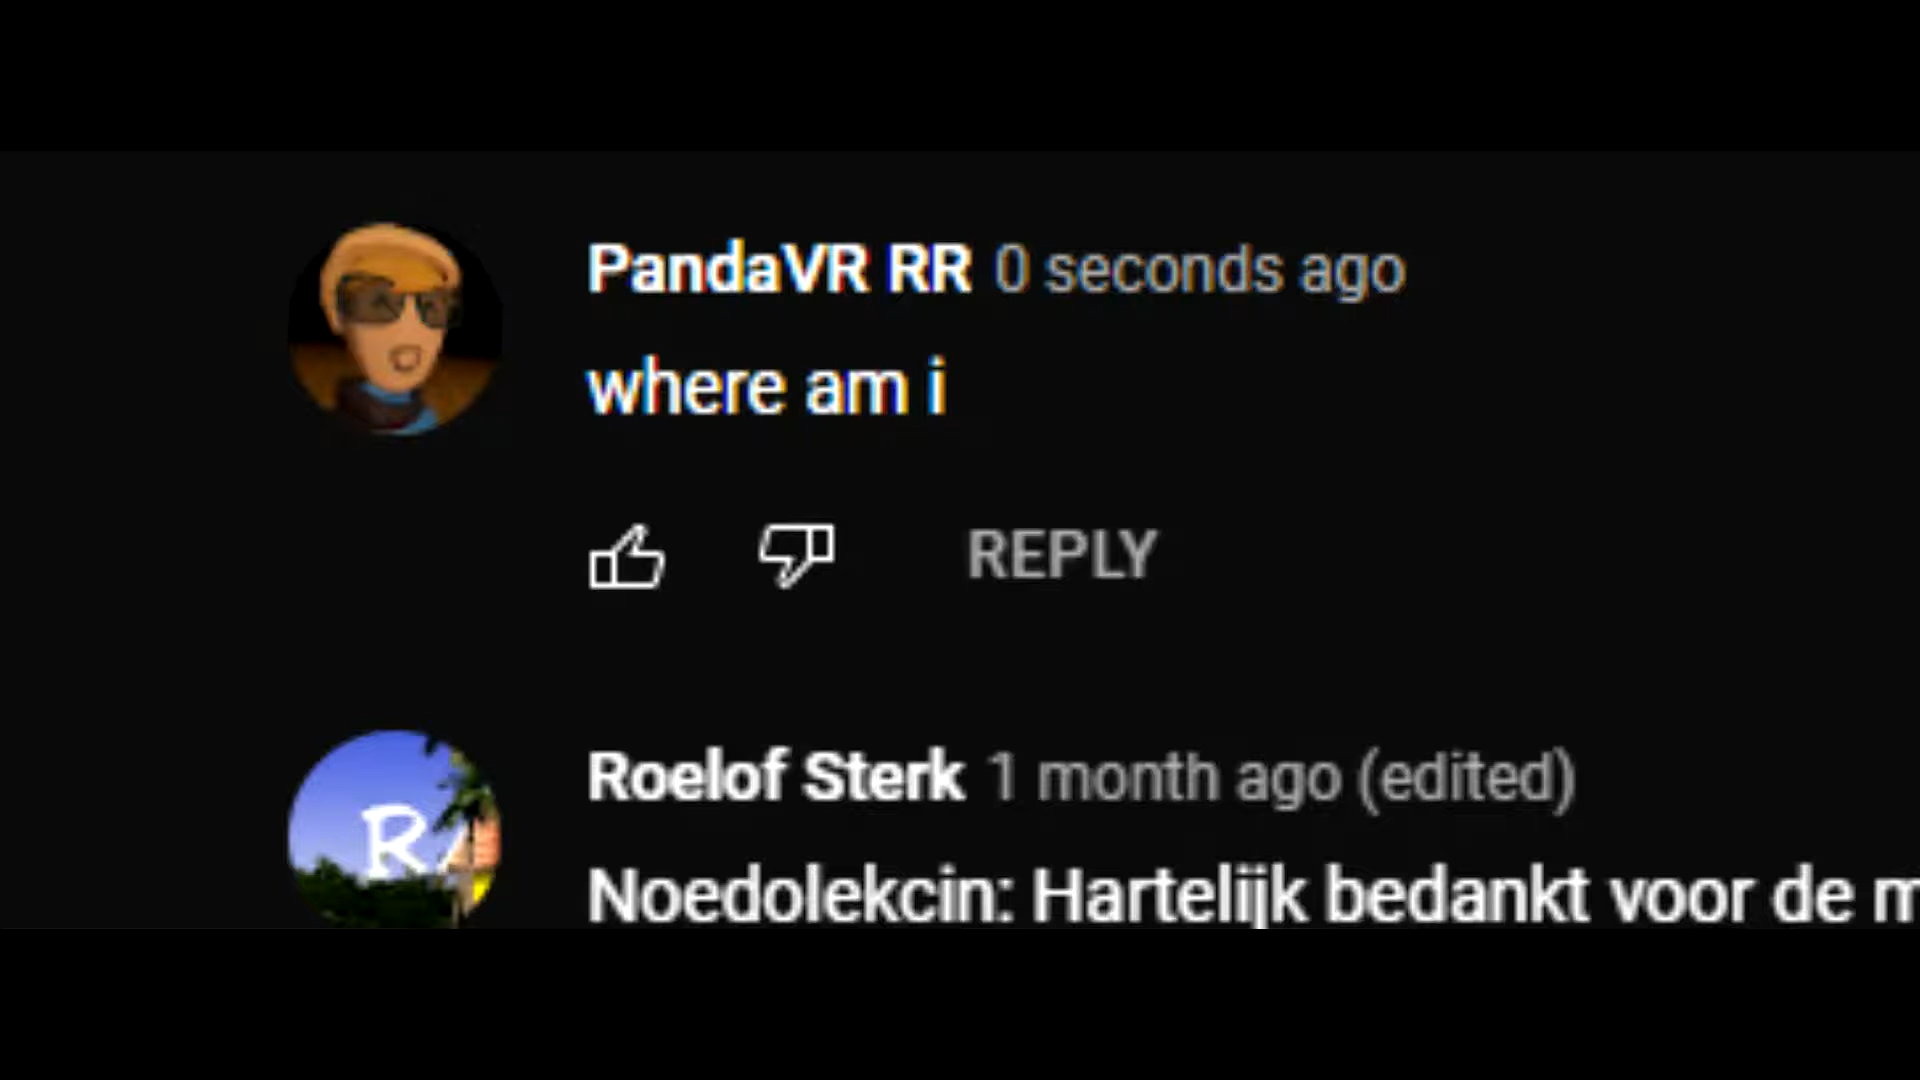 PandaVR RR 0 seconds ago
where am i
REPLY
R
Roelof Sterk 1 month ago (edited)
Noedolekcin: Hartelijk bedankt voor de